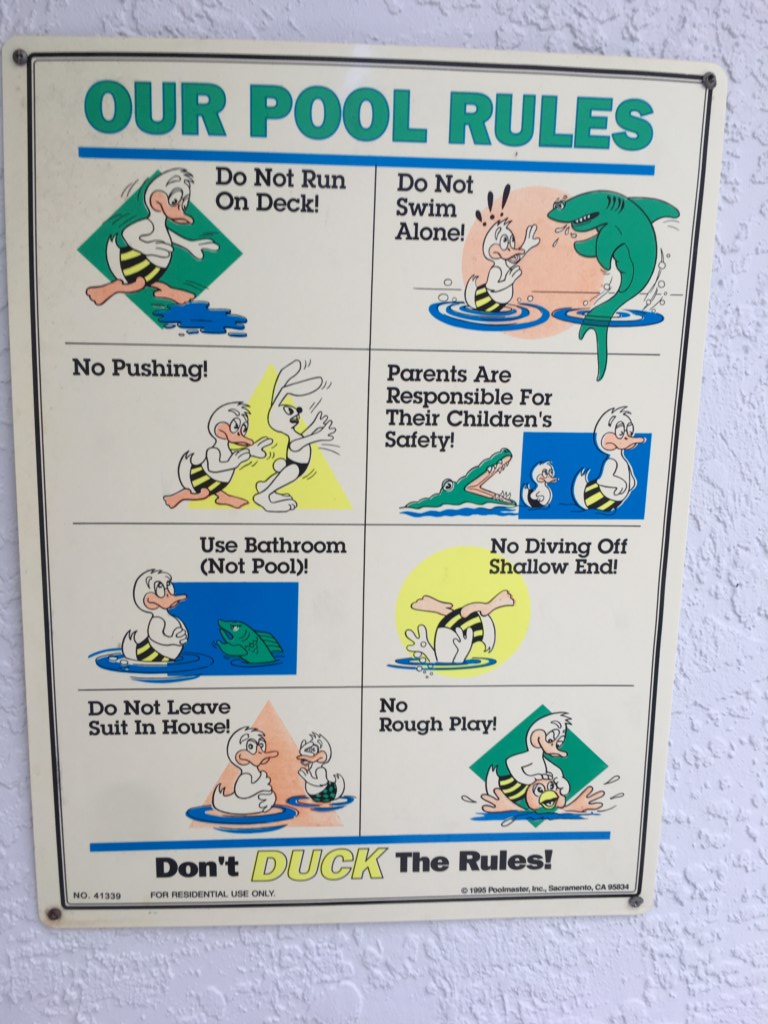 OUR POOL RULES
Do Not Run
On Deck!
Do Not
Swim
Alone!
!!!
No Pushing!
Parents Are
Responsible For
Their Children's
Safety!
Use Bathroom
(Not Pool)!
No Diving Off
Shallow End!
Do Not Leave
Suit In House!
No
Rough Play!
Don't DUCK The Rules!
NO. 41339
FOR RESIDENTIAL USE ONLY.
© 1995 Poolmaster, Inc., Sacramento, CA 95834